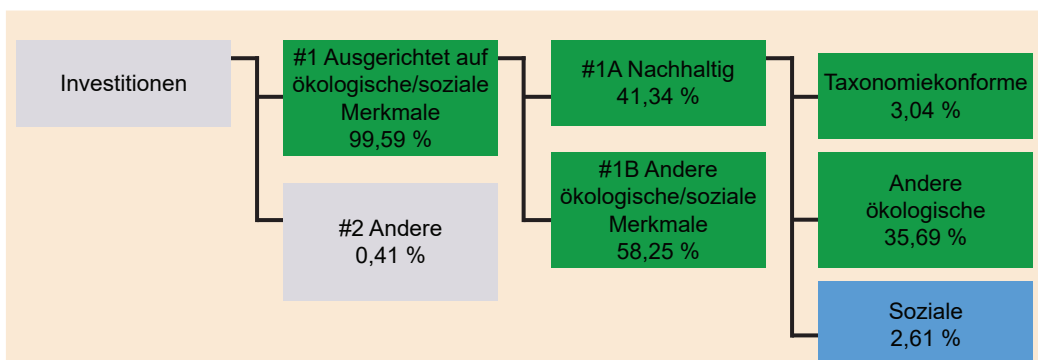 Investitionen
#1 Ausgerichtet auf
ökologische/soziale
Merkmale
99,59 %
#2 Andere
0,41 %
#1A Nachhaltig
41,34 %
#1B Andere
ökologische/soziale
Merkmale
58,25 %
Taxonomiekonforme
3,04 %
Andere
ökologische
35,69 %
Soziale
2,61 %